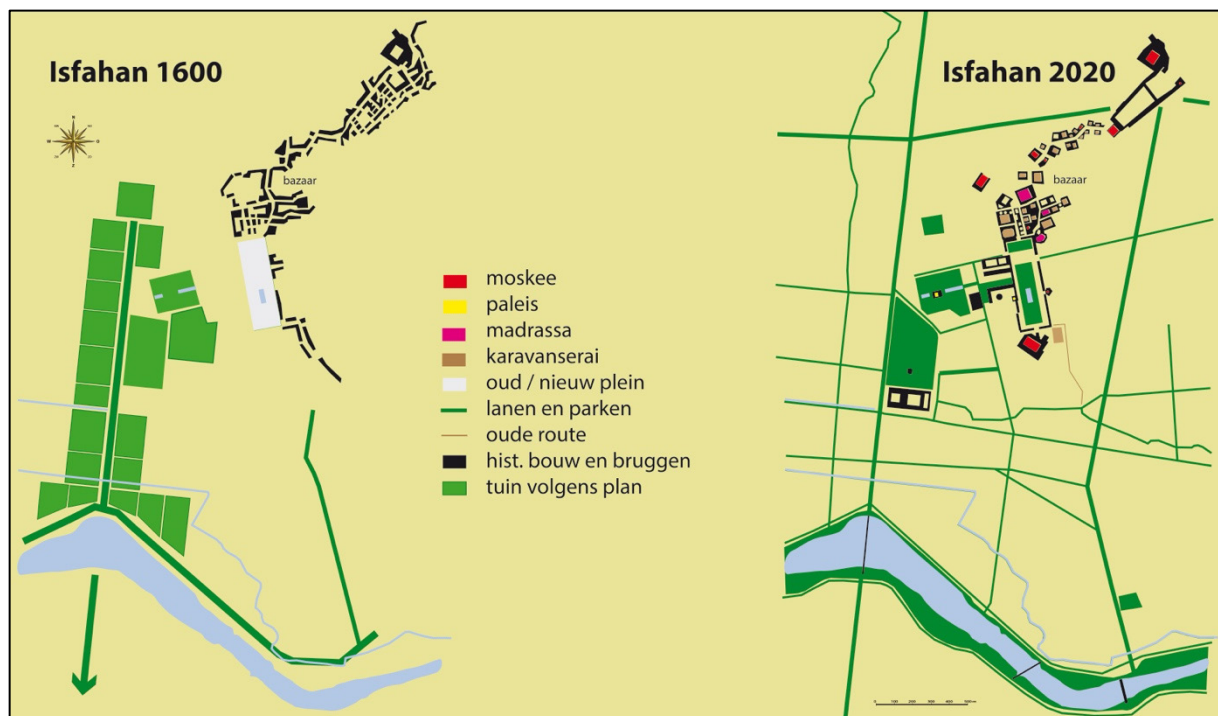 Isfahan 1600
bazaar
moskee
paleis
madrassa
karavanserai
oud / nieuw plein
lanen en parken
oude route
hist. bouw en bruggen
tuin volgens plan
Isfahan 2020
bazaar